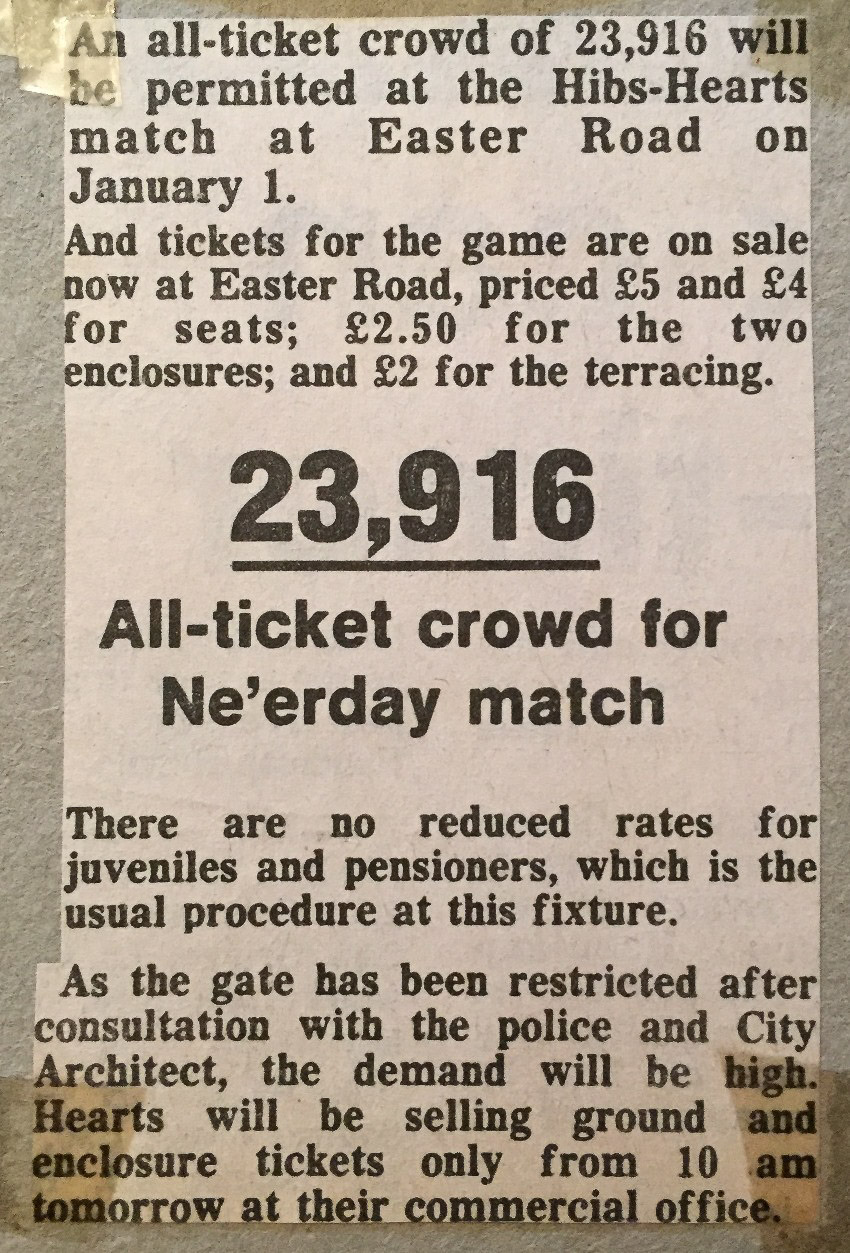 An all-ticket crowd of 23,916 will
be permitted at the Hibs-Hearts
match at Easter Road on
January 1.
And tickets for the game are on sale
now at Easter Road, priced £5 and £4
for seats; £2.50 for the two
enclosures; and £2 for the terracing.
23,916
All-ticket crowd for
Ne'erday match
There are no reduced rates for
juveniles and pensioners, which is the
usual procedure at this fixture.
As the gate has been restricted after
consultation with the police and City
Architect, the demand will be high.
Hearts will be selling ground and
enclosure tickets only from 10 am
tomorrow at their commercial office.